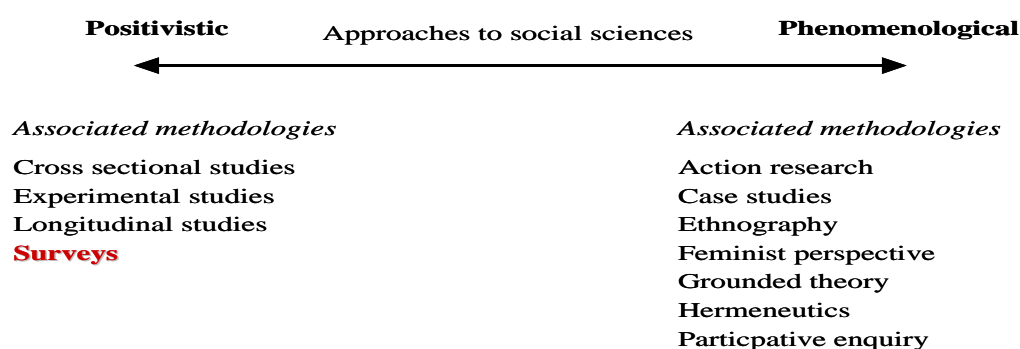 Positivistic
Approaches to social sciences
Phenomenological
Associated methodologies
Cross sectional studies
Experimental studies
Longitudinal studies
Surveys
Associated methodologies
Action research
Case studies
Ethnography
Feminist perspective
Grounded theory
Hermeneutics
Particpative enquiry